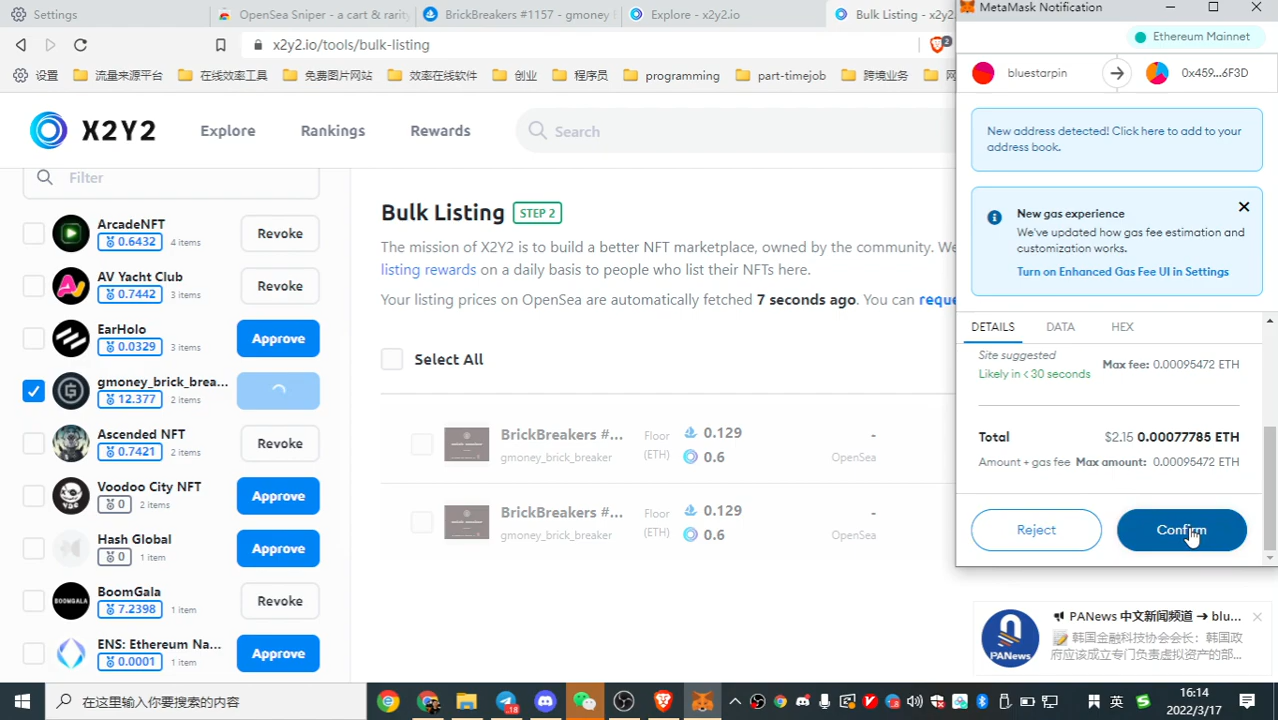 Settings
OpenSea Sniper - a cart & rarity
BrickBreakers #1157 - gmoney
Explore - x2y2.io
Bulk Listing - x2y
x2y2.io/tools/bulk-listing
2
设置
流量来源平台
在线效率工具
免费图片网站
效率在线软件
创业
程序员
programming
part-timejob
跨境业务
X2Y2
Explore
Rankings
Rewards
Search
Filter
ArcadeNFT
0.6432
4 items
Revoke
AV Yacht Club
0.7442
3 items
Revoke
EarHolo
0.0329
3 items
Approve
gmoney_brick_brea...
12.377
2 items
Ascended NFT
0.7421
2 items
Revoke
Voodoo City NFT
0
2 items
Approve
Hash Global
0
1 item
Approve
BOOMGALA
BoomGala
7.2398
1 item
Revoke
ENS: Ethereum Na...
0.0001
1 item
Approve
Bulk Listing STEP 2
The mission of X2Y2 is to build a better NFT marketplace, owned by the community. We
listing rewards on a daily basis to people who list their NFTs here.
Your listing prices on OpenSea are automatically fetched 7 seconds ago. You can reque
Select All
BrickBreakers #...
gmoney_brick_breaker
Floor
(ETH)
0.129
0.6
-
OpenSea
BrickBreakers #...
gmoney_brick_breaker
Floor
(ETH)
0.129
0.6
-
OpenSea
MetaMask Notification
Ethereum Mainnet
bluestarpin
0x459...6F3D
New address detected! Click here to add to your
address book.
New gas experience
We've updated how gas fee estimation and
customization works.
Turn on Enhanced Gas Fee UI in Settings
DETAILS
DATA
HEX
Site suggested
Likely in < 30 seconds
Max fee: 0.00095472 ETH
Total
$2.15 0.00077785 ETH
Amount + gas fee Max amount: 0.00095472 ETH
Reject
Confirm
PANews
PANews 中文新闻频道 → blu...
韩国金融科技协会会长：韩国政
府应该成立专门负责虚拟资产的部...
在这里输入你要搜索的内容
18
英
16:14
2022/3/17